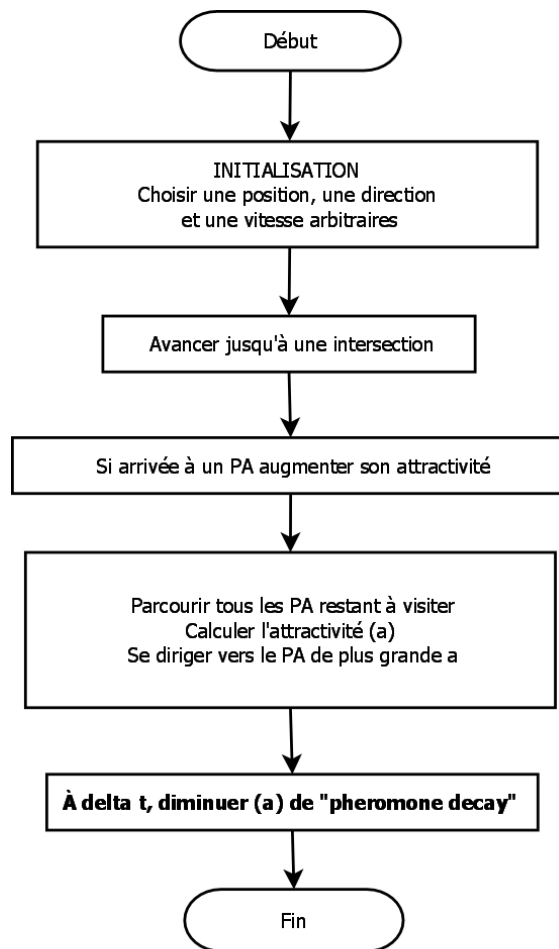 Début
INITIALISATION
Choisir une position, une direction
et une vitesse arbitraires
Avancer jusqu'à une intersection
Si arrivée à un PA augmenter son attractivité
Parcourir tous les PA restant à visiter
Calculer l'attractivité (a)
Se diriger vers le PA de plus grande a
À delta t, diminuer (a) de "pheromone decay"
Fin